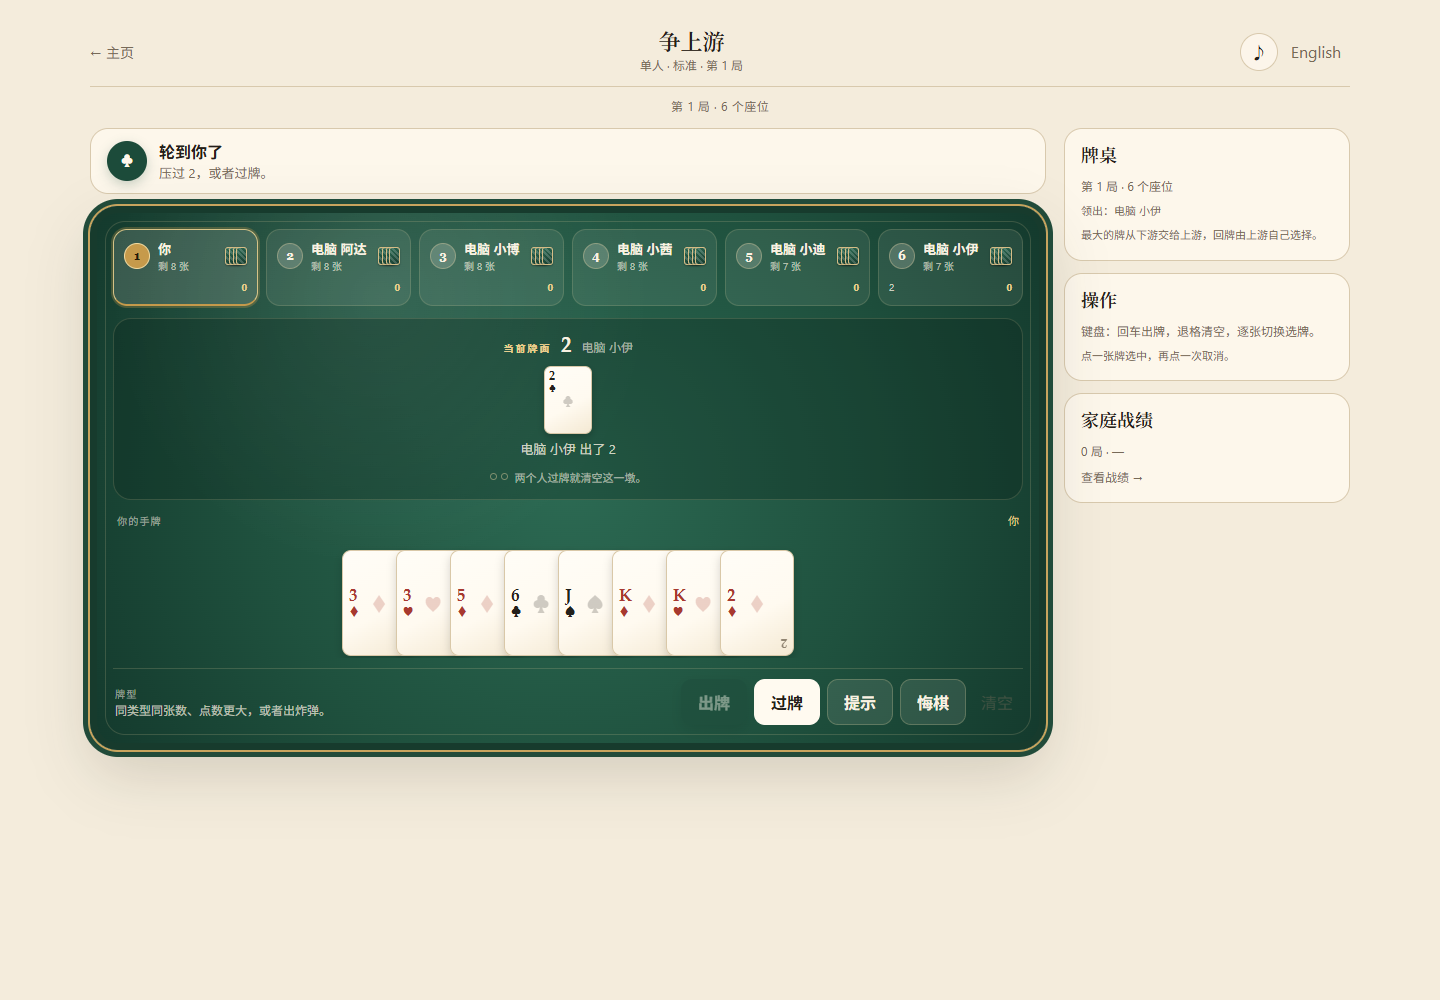 ← 主页
争上游
单人 · 标准 · 第 1 局
♪
English
第 1 局 · 6 个座位
♣
轮到你了
压过 2，或者过牌。
1
你
剩 8 张
0
2
电脑 阿达
剩 8 张
0
3
电脑 小博
剩 8 张
0
4
电脑 小茜
剩 8 张
0
5
电脑 小迪
剩 7 张
0
6
电脑 小伊
剩 7 张
2
0
当前牌面 2 电脑 小伊
2
♠
电脑 小伊 出了 2
○○ 两个人过牌就清空这一墩。
你的手牌
你
3 3 5 6 J K K 2
♦ ♥ ♦ ♣ ♠ ♦ ♥ ♦
2
牌型
同类型同张数、点数更大，或者出炸弹。
出牌
过牌
提示
悔棋
清空
牌桌
第 1 局 · 6 个座位
领出：电脑 小伊
最大的牌从下游交给上游，回牌由上游自己选择。
操作
键盘：回车出牌，退格清空，逐张切换选牌。
点一张牌选中，再点一次取消。
家庭战绩
0 局 · —
查看战绩 →